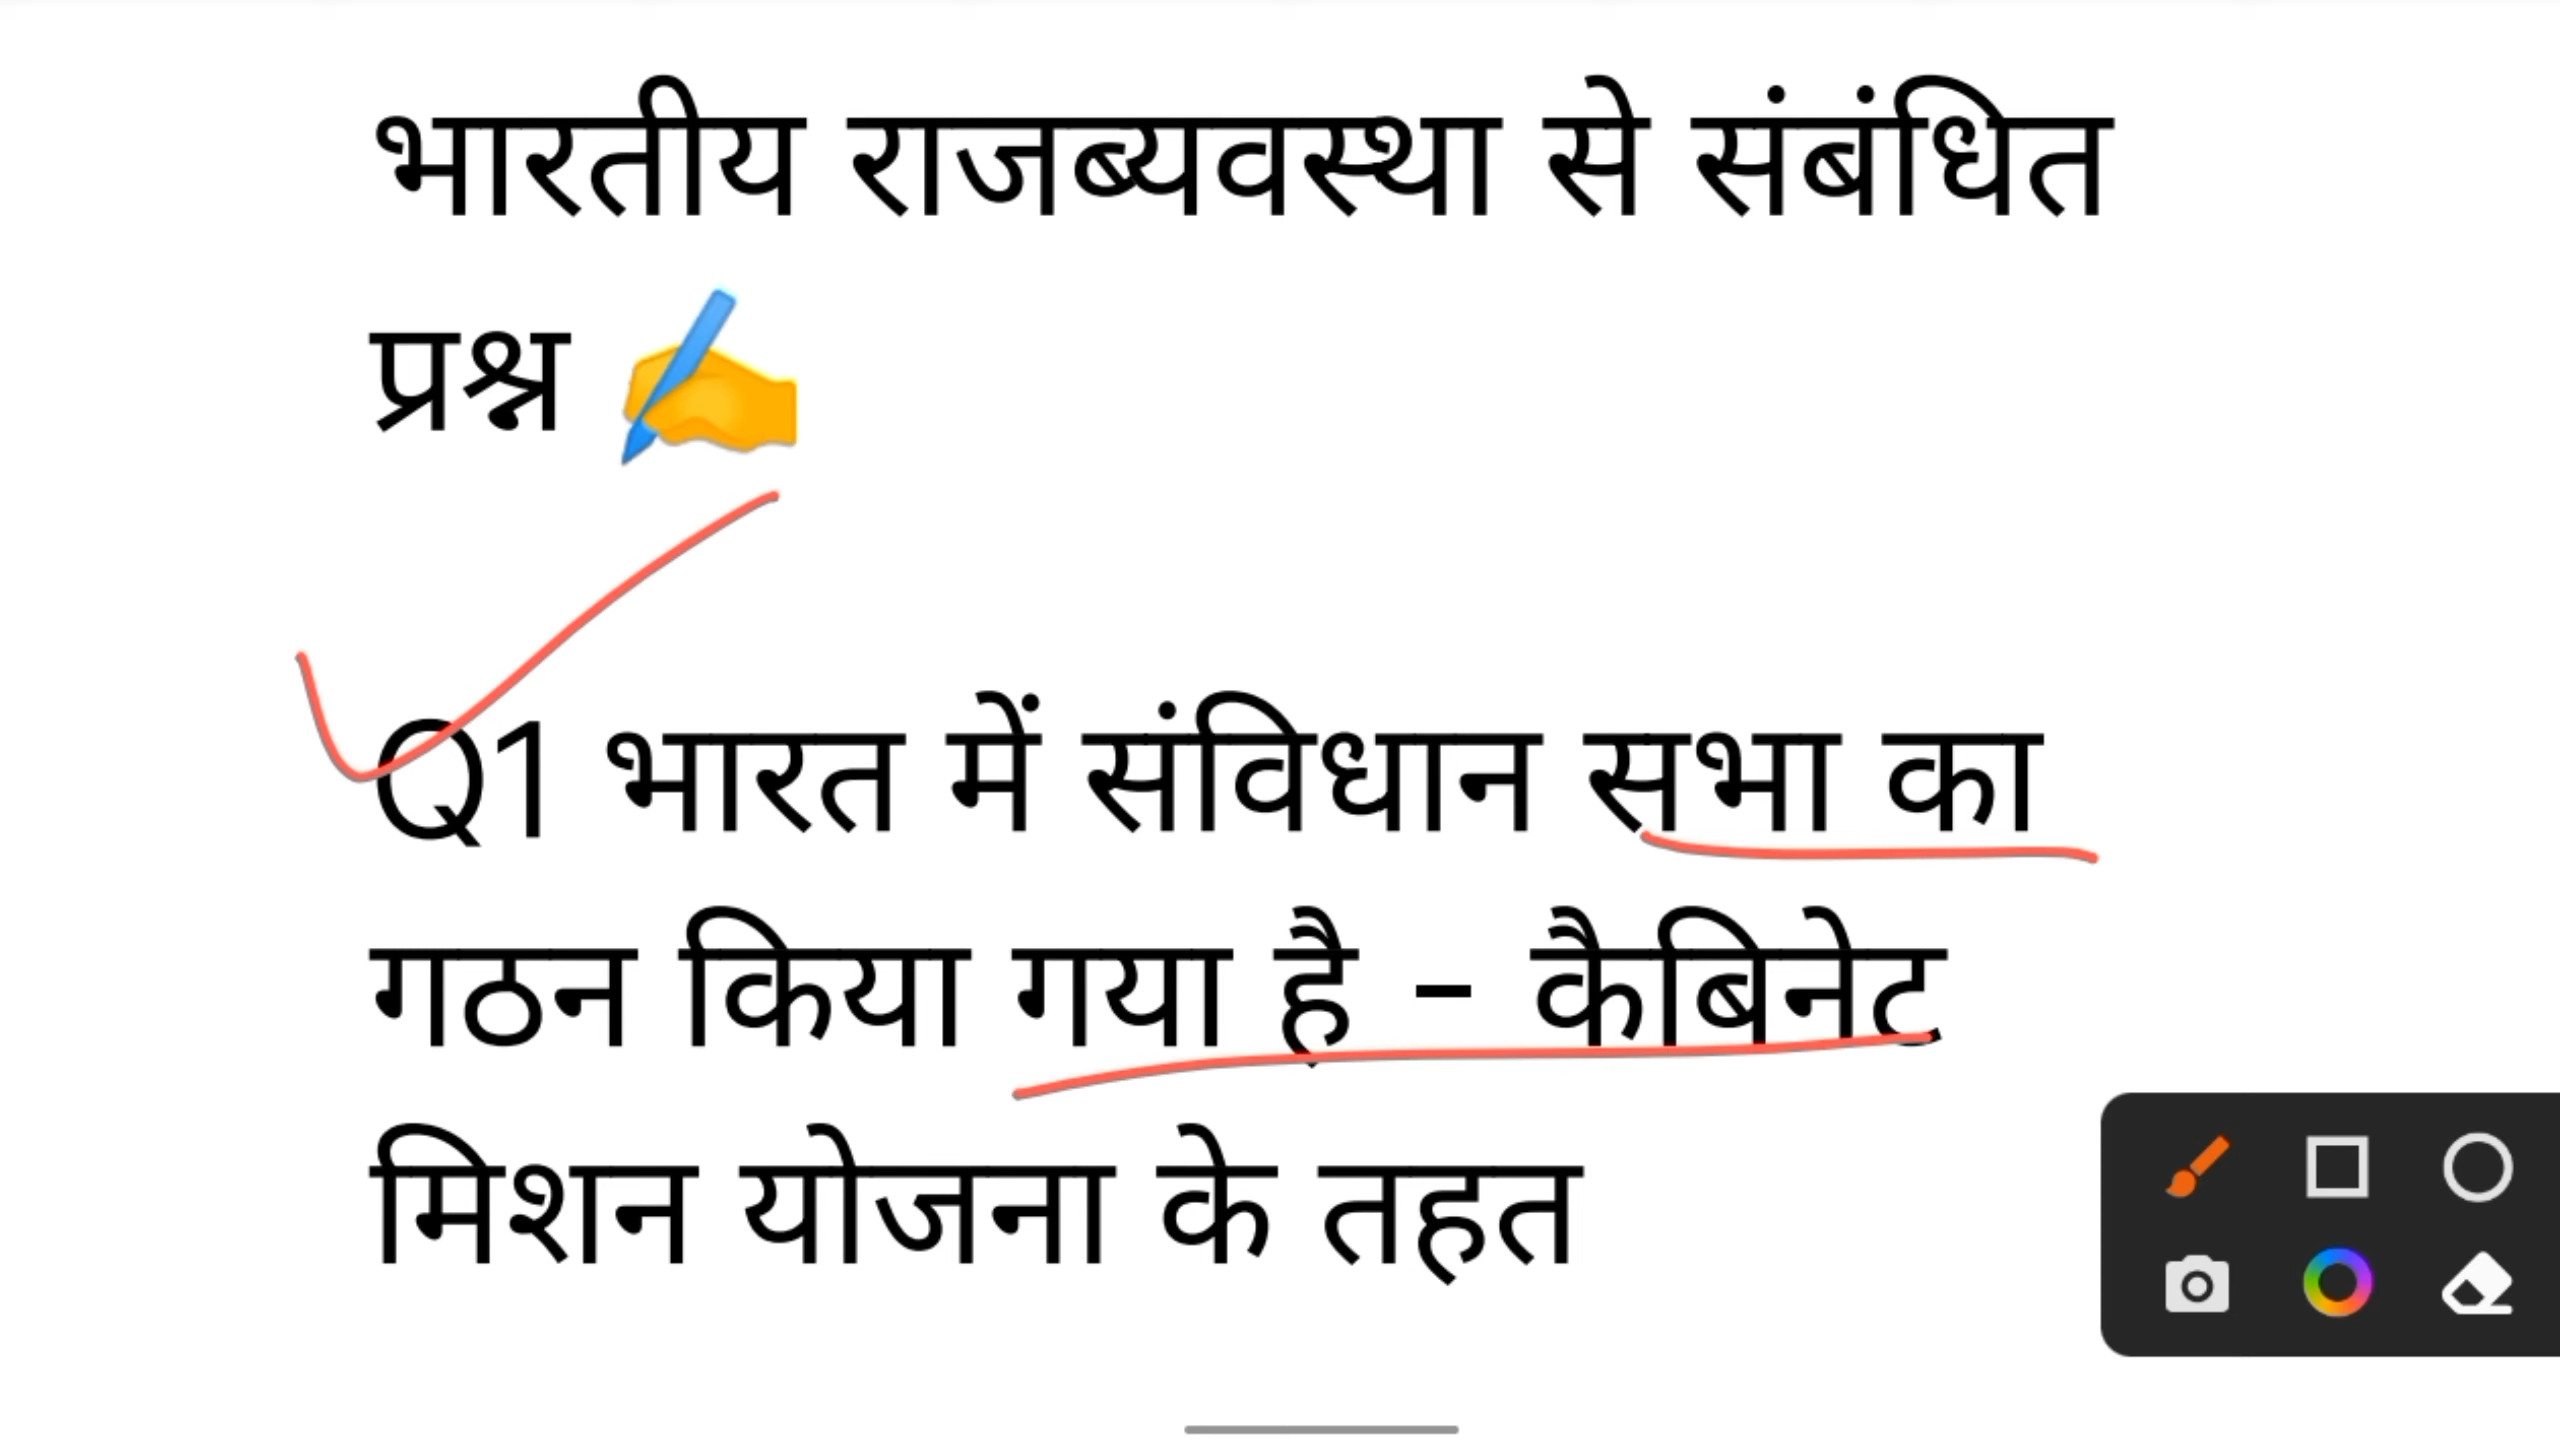 भारतीय राजब्यवस्था से संबंधित
प्रश्न ✍️
Q1 भारत में संविधान सभा का
गठन किया गया है - कैबिनेट
मिशन योजना के तहत